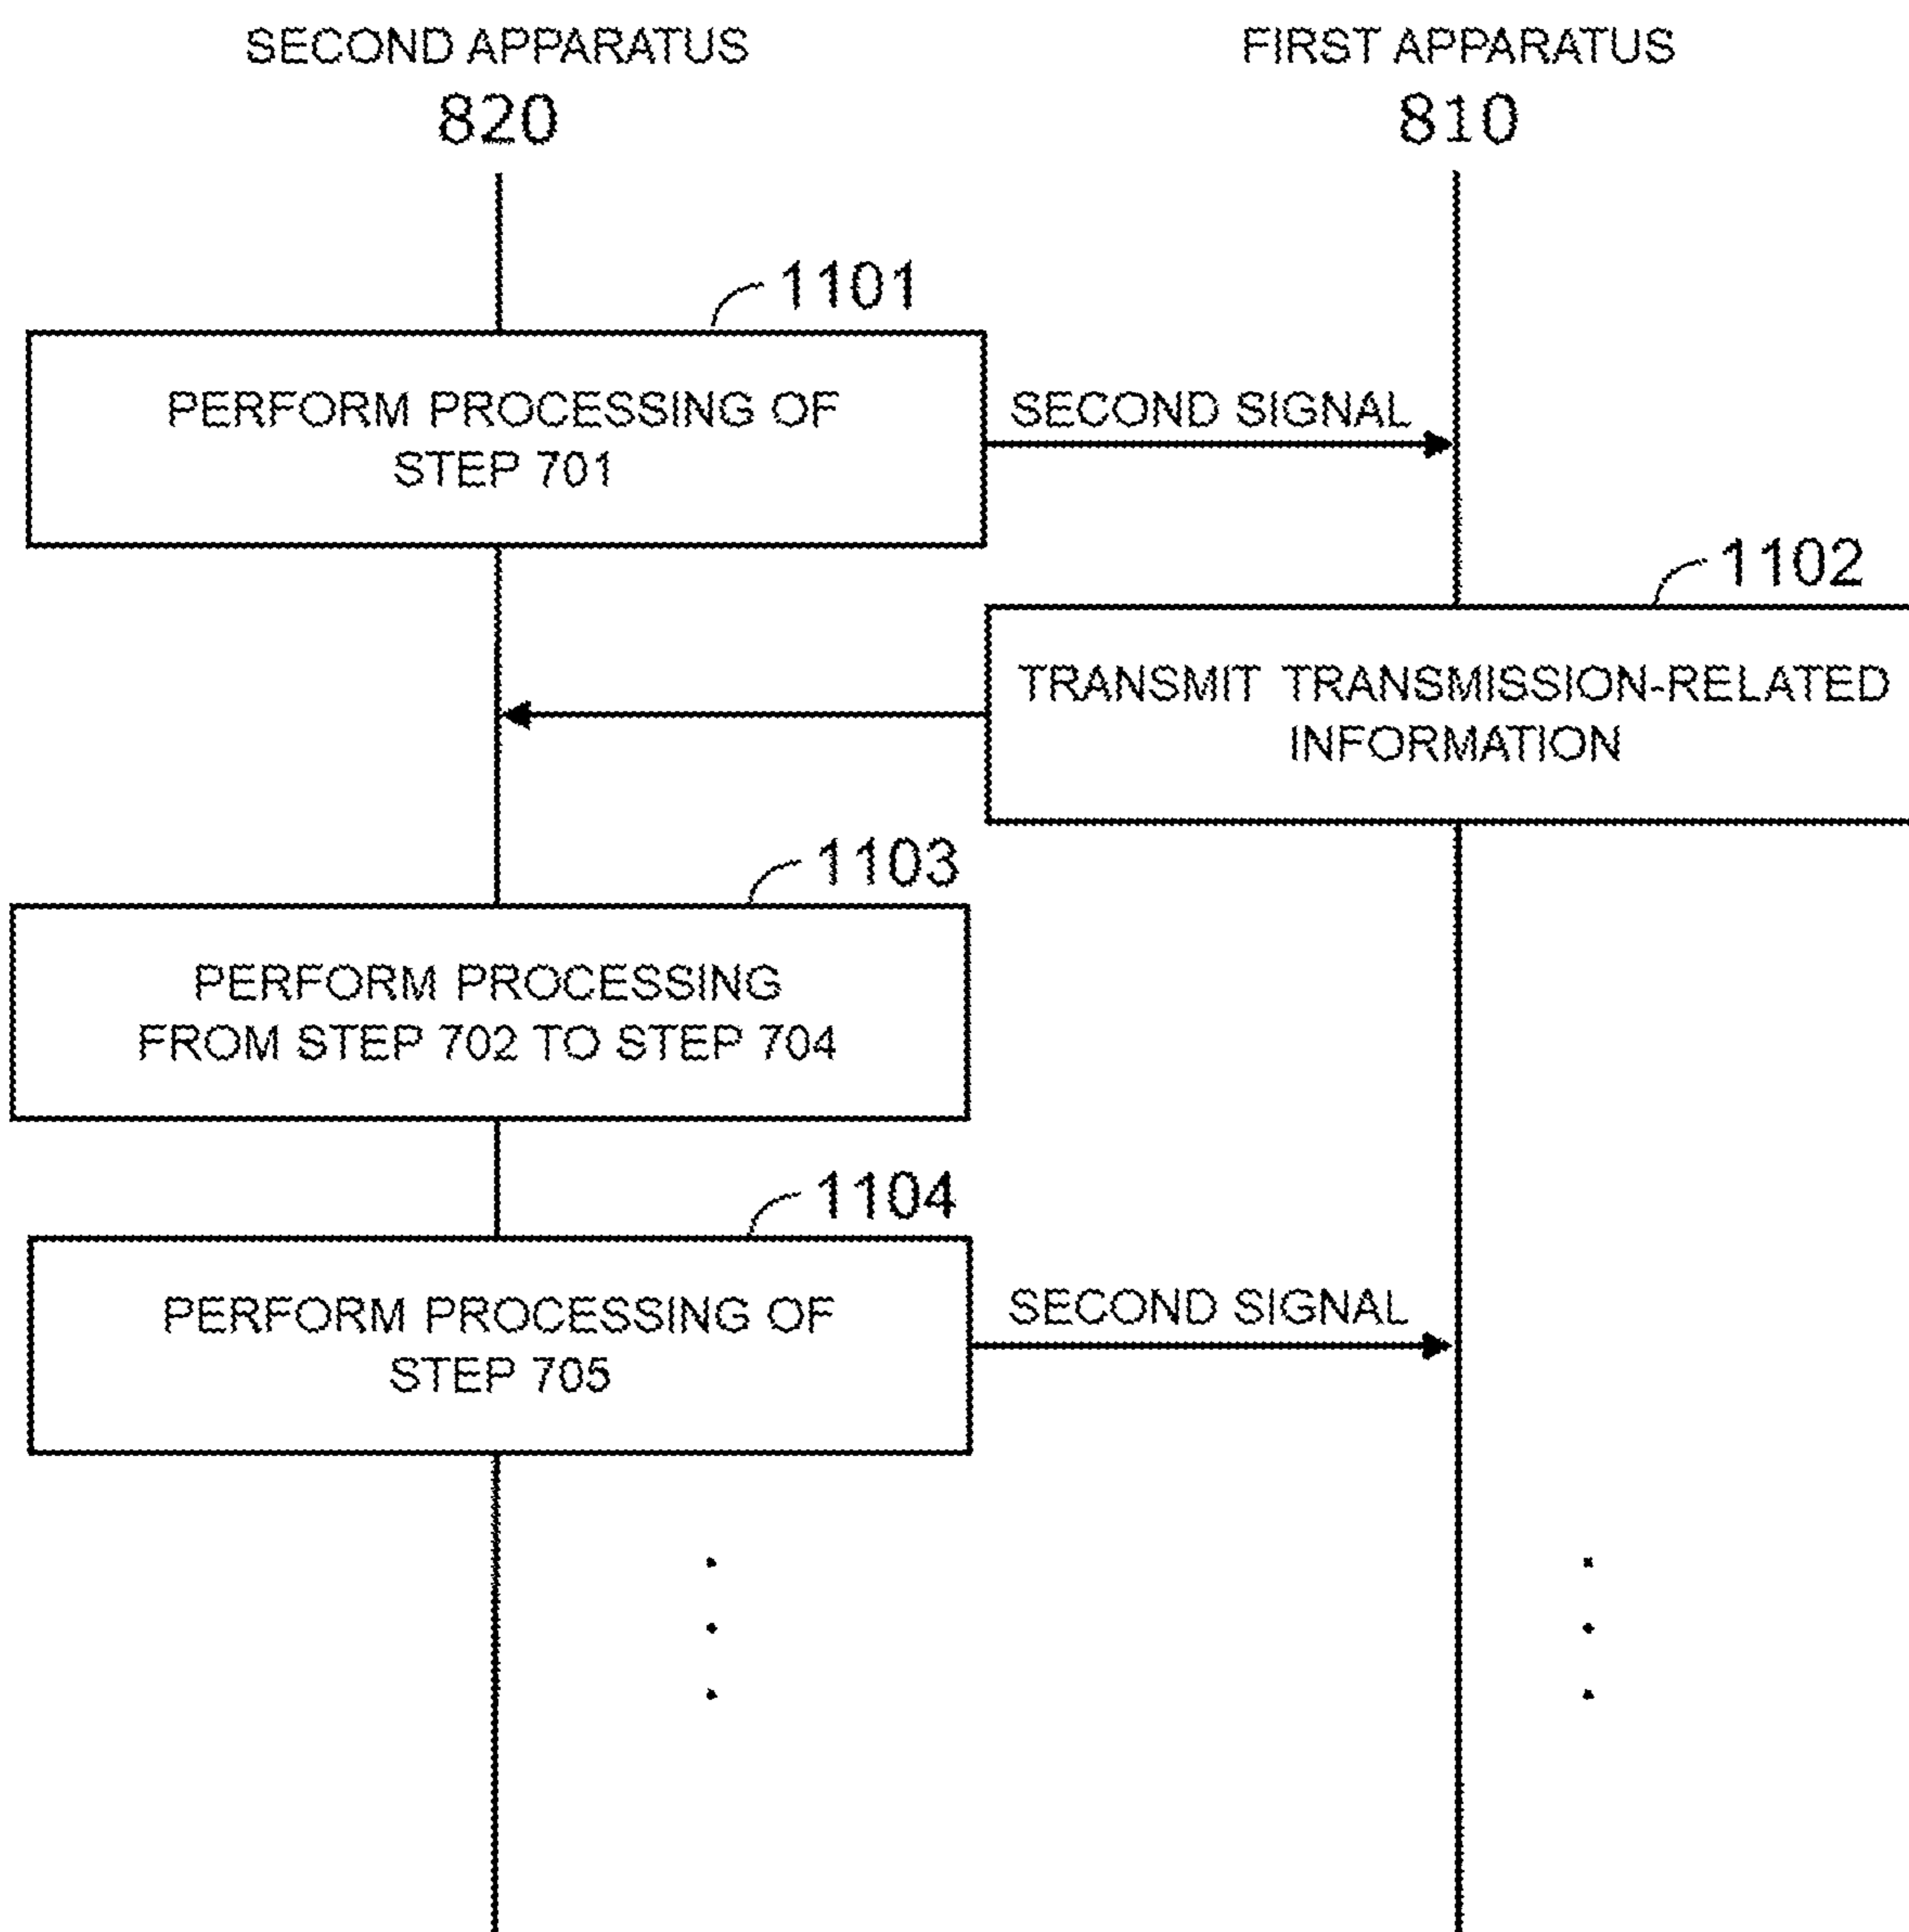 SECOND APPARATUS
820
FIRST APPARATUS
810
1101
PERFORM PROCESSING OF
STEP 701
SECOND SIGNAL
1102
TRANSMIT TRANSMISSION-RELATED
INFORMATION
1103
PERFORM PROCESSING
FROM STEP 702 TO STEP 704
1104
PERFORM PROCESSING OF
STEP 705
SECOND SIGNAL